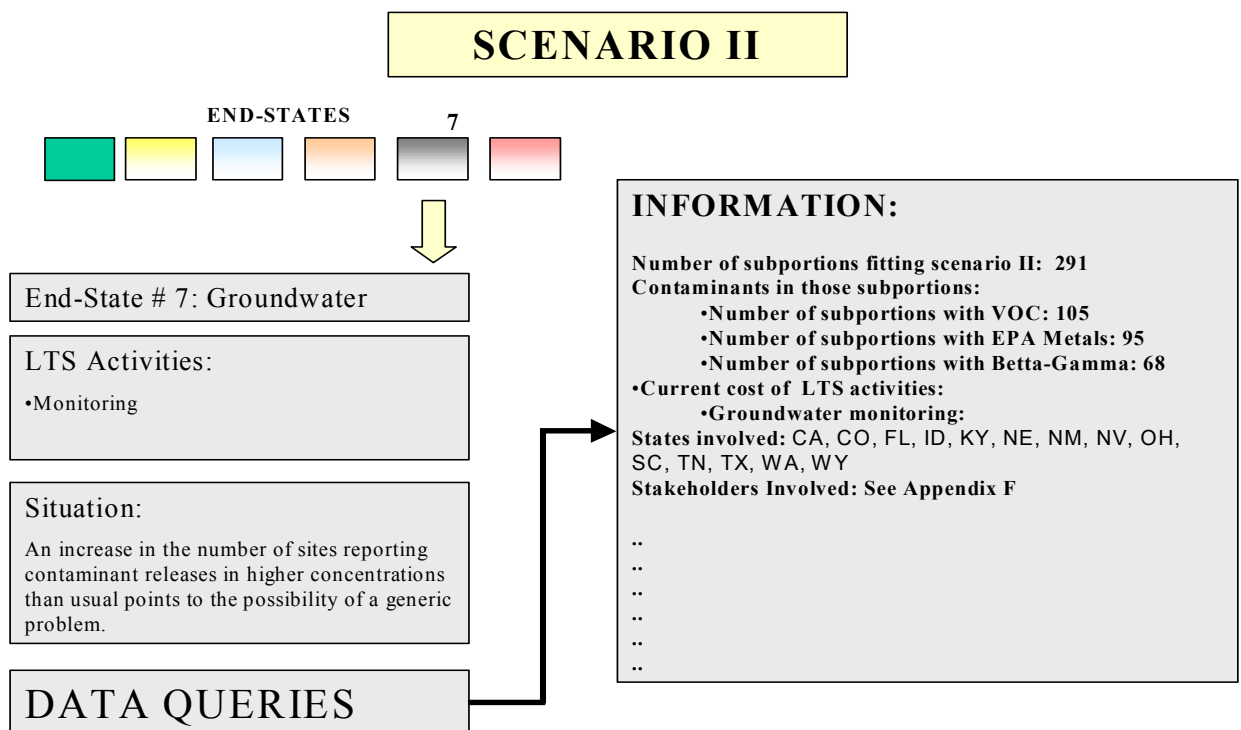 SCENARIO II
END-STATES
7
End-State # 7: Groundwater
LTS Activities:
•Monitoring
Situation:
An increase in the number of sites reporting
contaminant releases in higher concentrations
than usual points to the possibility of a generic
problem.
DATA QUERIES
INFORMATION:
Number of subportions fitting scenario II: 291
Contaminants in those subportions:
•Number of subportions with VOC: 105
•Number of subportions with EPA Metals: 95
•Number of subportions with Betta-Gamma: 68
•Current cost of LTS activities:
•Groundwater monitoring:
States involved: CA, CO, FL, ID, KY, NE, NM, NV, OH,
SC, TN, TX, WA, WY
Stakeholders Involved: See Appendix F
..
..
..
..
..
..